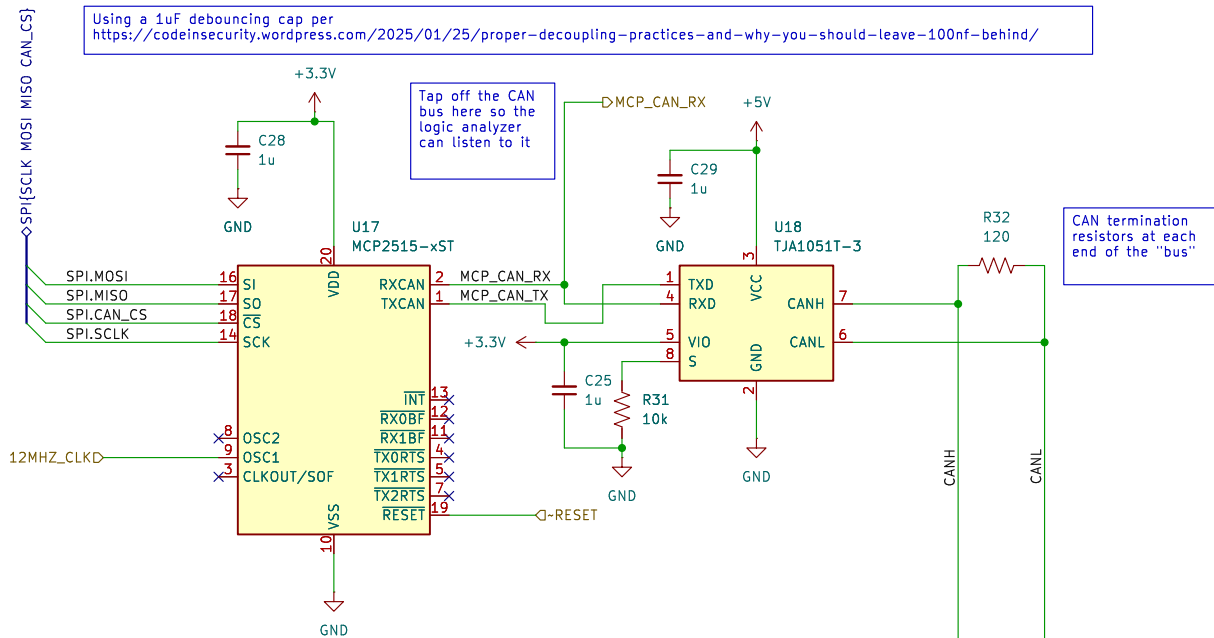 SPI{SCLK MOSI MISO CAN_CS}
Using a 1uF debouncing cap per
https://codeinsecurity.wordpress.com/2025/01/25/proper-decoupling-practices-and-why-you-should-leave-100nf-behind/
+3.3V
C28
1u
GND
Tap off the CAN
bus here so the
logic analyzer
can listen to it
MCP_CAN_RX
+5V
C29
1u
GND
R32
120
CAN termination
resistors at each
end of the "bus"
U17
MCP2515-xST
U18
TJA1051T-3
SPI.MOSI
SPI.MISO
SPI.CAN_CS
SPI.SCLK
16 SI
17 SO
18 CS
14 SCK
20 VDD
RXCAN 2
TXCAN 1
MCP_CAN_RX
MCP_CAN_TX
INT 13
RX0BF 12
RX1BF 11
TX0RTS 4
TX1RTS 5
TX2RTS 7
RESET 19
~RESET
8 OSC2
9 OSC1
3 CLKOUT/SOF
12MHZ_CLK
VSS 10
GND
1 TXD
4 RXD
5 VIO
8 S
3 VCC
CANH 7
CANL 6
GND 2
GND
+3.3V
C25
1u
R31
10k
GND
CANH
CANL